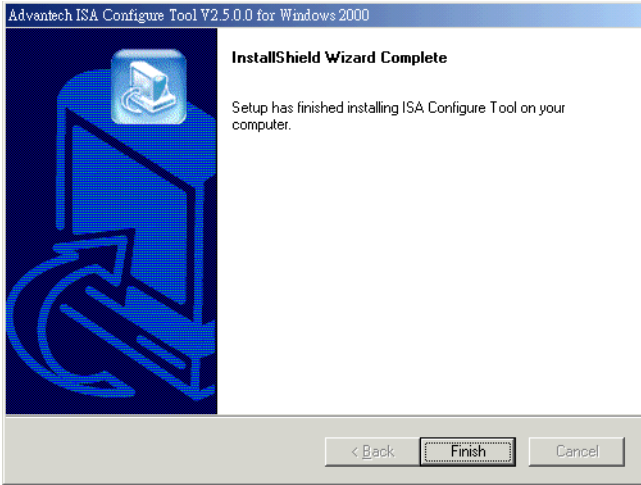 Advantech ISA Configure Tool V2.5.0.0 for Windows 2000
InstallShield Wizard Complete
Setup has finished installing ISA Configure Tool on your
computer.
< Back
Finish
Cancel